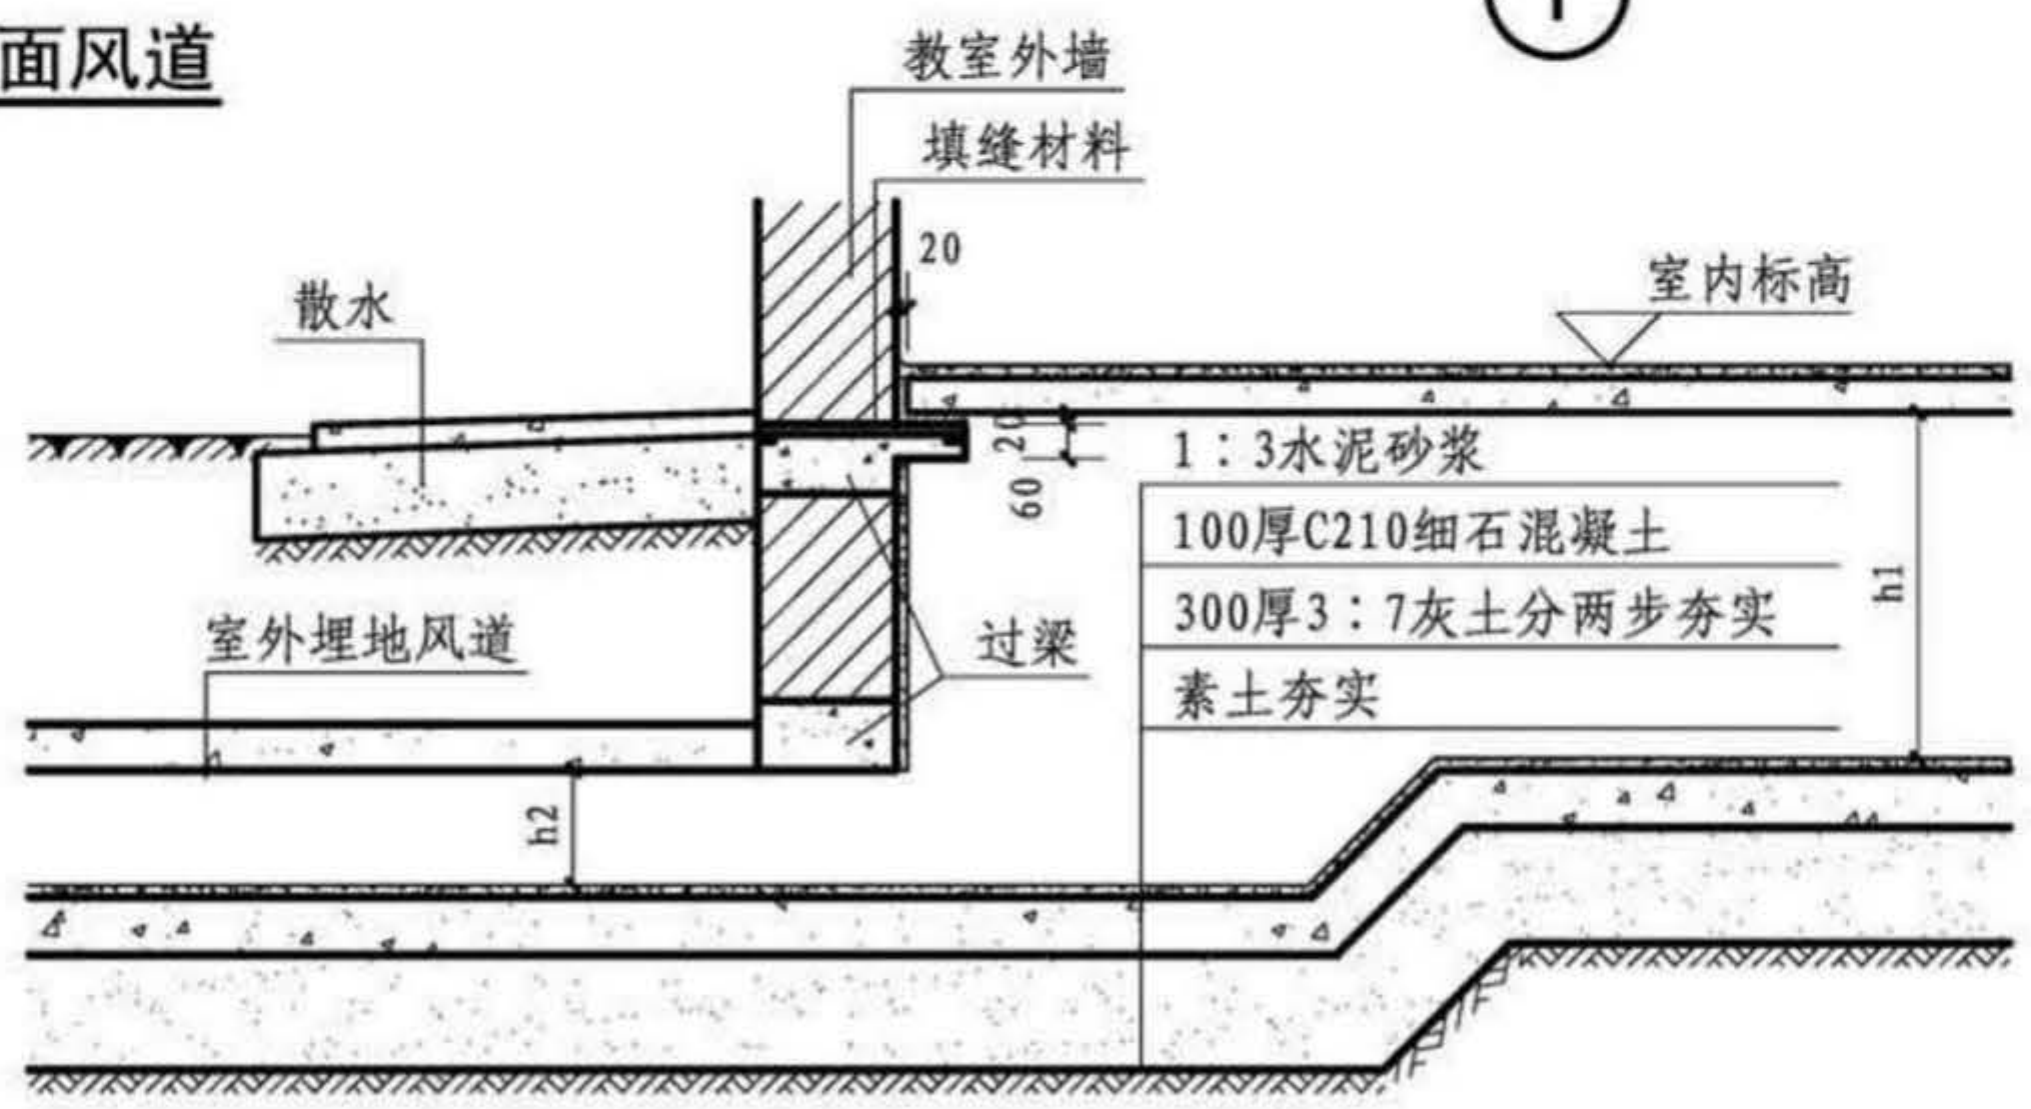 面风道
1
教室外墙
填缝材料
20
散水
室内标高
20
60
1:3水泥砂浆
100厚C210细石混凝土
300厚3:7灰土分两步夯实
素土夯实
h1
室外埋地风道
过梁
h2